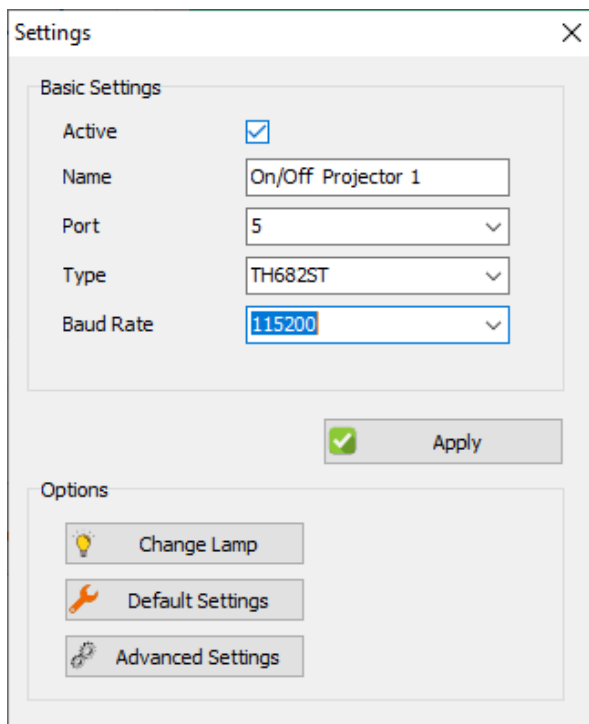 Settings
Basic Settings
Active
Name On/Off Projector 1
Port 5
Type TH682ST
Baud Rate 115200
Apply
Options
Change Lamp
Default Settings
Advanced Settings